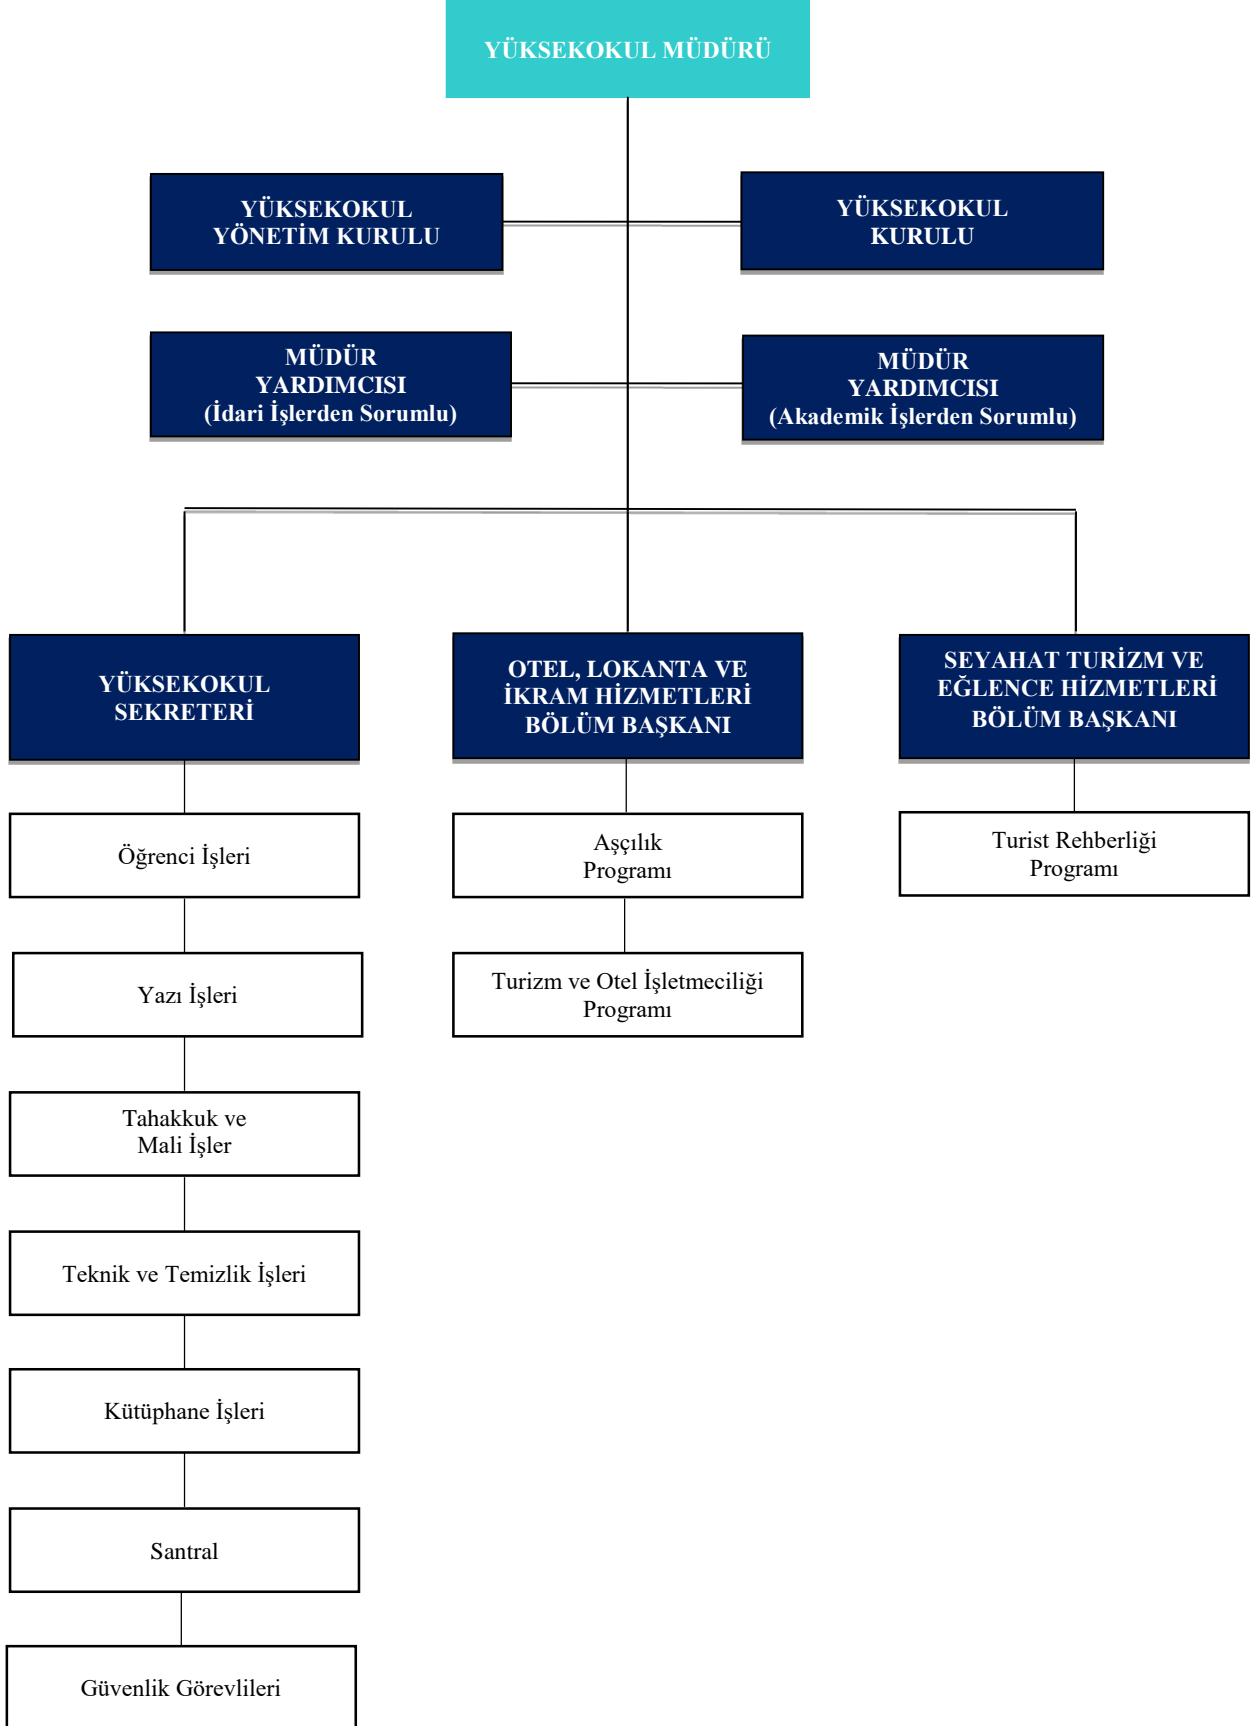 YÜKSEKOKUL MÜDÜRÜ
YÜKSEKOKUL
YÖNETİM KURULU
YÜKSEKOKUL
KURULU
MÜDÜR
YARDIMCISI
(İdari İşlerden Sorumlu)
MÜDÜR
YARDIMCISI
(Akademik İşlerden Sorumlu)
YÜKSEKOKUL
SEKRETERİ
OTEL, LOKANTA VE
İKRAM HİZMETLERİ
BÖLÜM BAŞKANI
SEYAHAT TURİZM VE
EĞLENCE HİZMETLERİ
BÖLÜM BAŞKANI
Öğrenci İşleri
Aşçılık
Programı
Turist Rehberliği
Programı
Yazı İşleri
Turizm ve Otel İşletmeciliği
Programı
Tahakkuk ve
Mali İşler
Teknik ve Temizlik İşleri
Kütüphane İşleri
Santral
Güvenlik Görevlileri